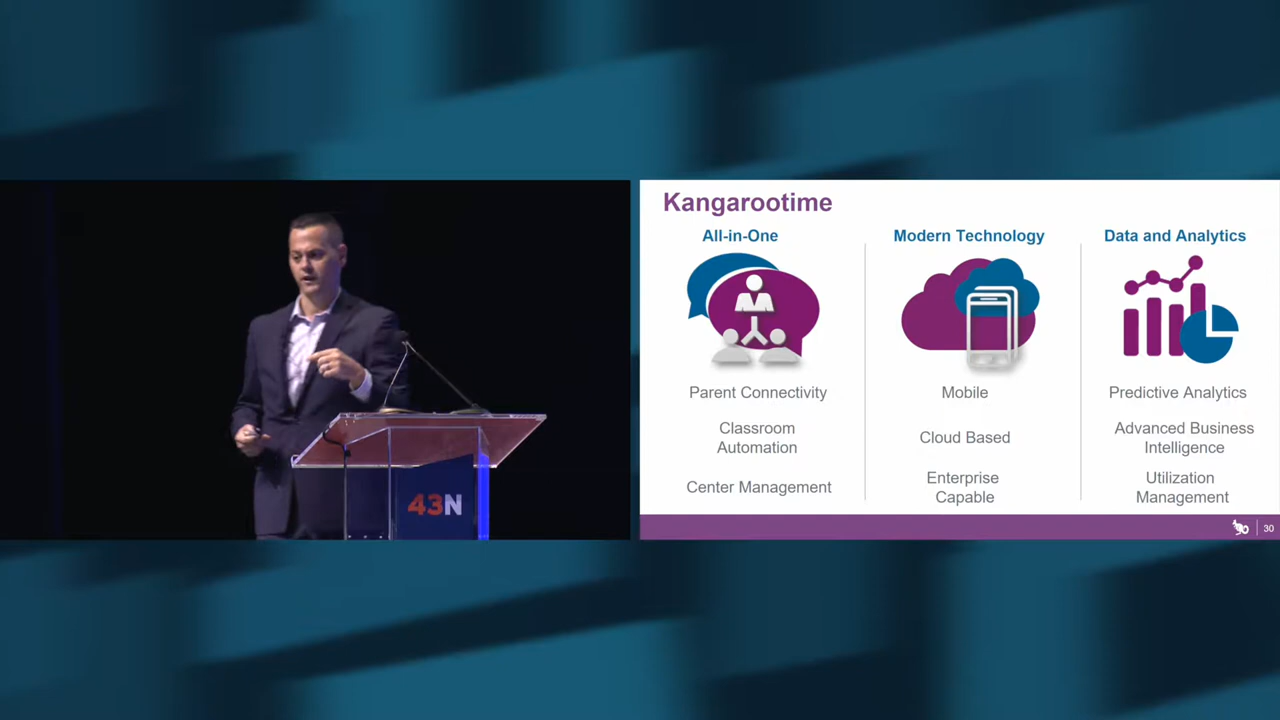 43N
Kangarootime
All-in-One
Parent Connectivity
Classroom
Automation
Center Management
Modern Technology
Mobile
Cloud Based
Enterprise
Capable
Data and Analytics
Predictive Analytics
Advanced Business
Intelligence
Utilization
Management
30